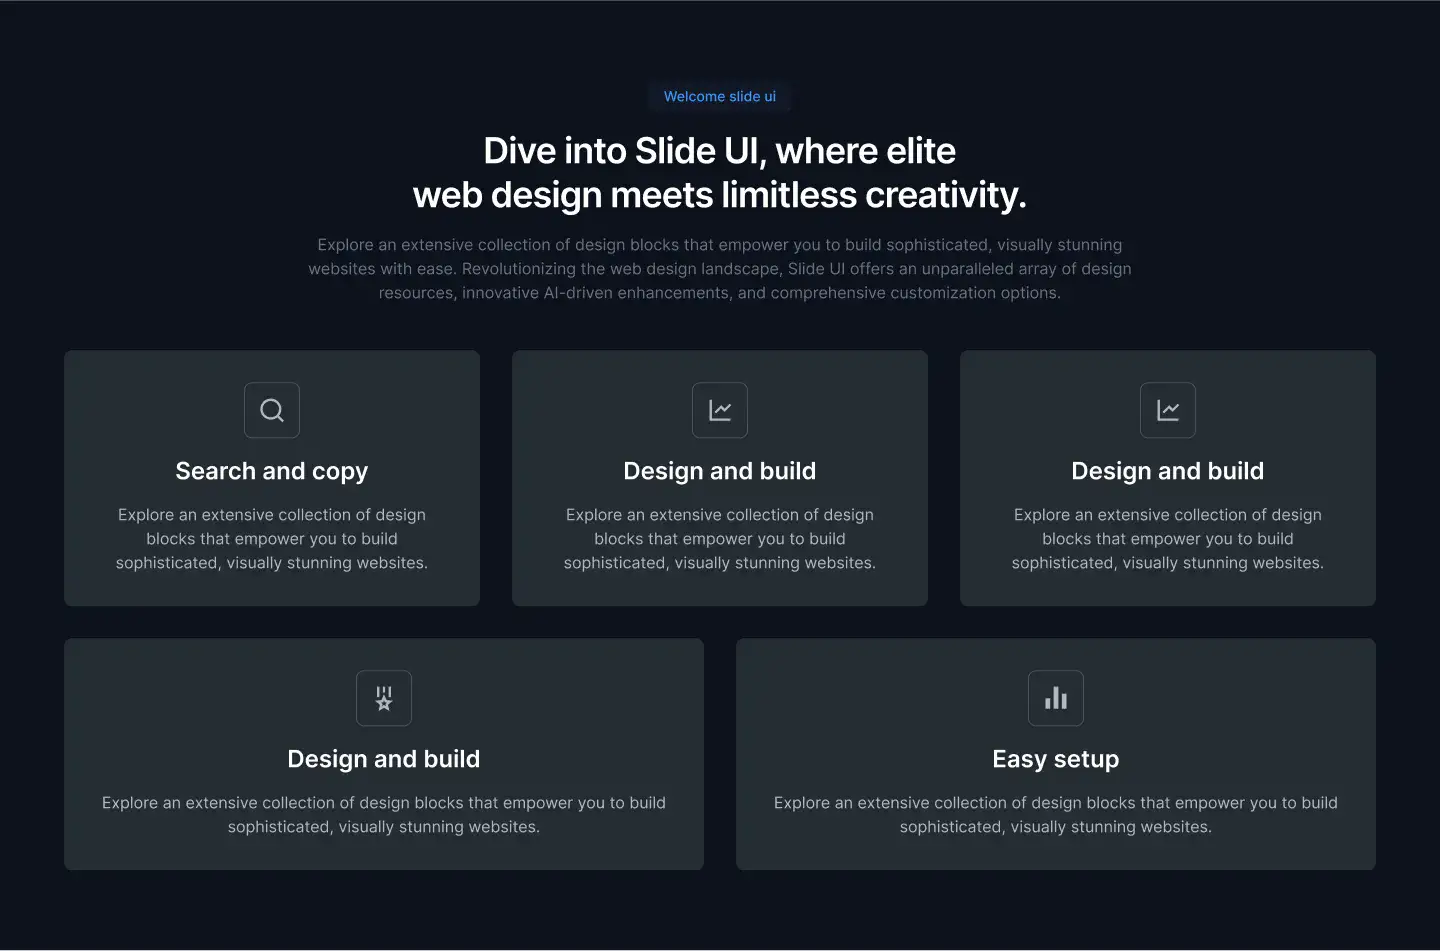 Welcome slide ui
Dive into Slide UI, where elite
web design meets limitless creativity.
Explore an extensive collection of design blocks that empower you to build sophisticated, visually stunning
websites with ease. Revolutionizing the web design landscape, Slide UI offers an unparalleled array of design
resources, innovative AI-driven enhancements, and comprehensive customization options.
Search and copy
Explore an extensive collection of design
blocks that empower you to build
sophisticated, visually stunning websites.
Design and build
Explore an extensive collection of design
blocks that empower you to build
sophisticated, visually stunning websites.
Design and build
Explore an extensive collection of design
blocks that empower you to build
sophisticated, visually stunning websites.
Design and build
Explore an extensive collection of design blocks that empower you to build
sophisticated, visually stunning websites.
Easy setup
Explore an extensive collection of design blocks that empower you to build
sophisticated, visually stunning websites.